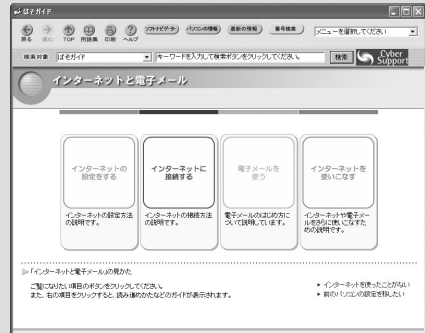 ぱそガイド
戻る 進む TOP 用語集 印刷 ヘルプ ソフトナビゲーター パソコンの情報 最新の情報 番号検索 メニューを選択してください
検索対象 ぱそガイド キーワードを入力して検索ボタンをクリックしてください。 検索 Cyber Support
インターネットと電子メール
インターネットの
設定をする
インターネットに
接続する
電子メールを
使う
インターネットを
使いこなす
インターネットの設定方法
の説明です。
インターネットの接続方法
の説明です。
電子メールのはじめ方に
ついて説明しています。
インターネットや電子メー
ルをさらに使いこなすた
めの説明です。
「インターネットと電子メール」の見かた
ご覧になりたい項目のボタンをクリックしてください。
また、右の項目をクリックすると、読み進めかたなどのガイドが表示されます。
インターネットを使ったことがない
前のパソコンの設定を移したい